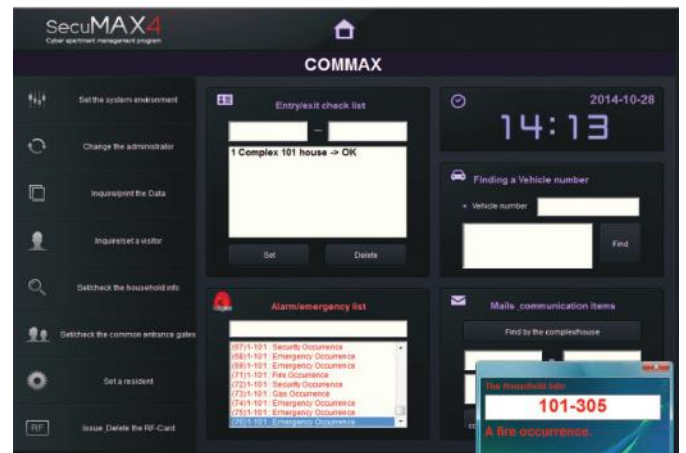 SecuMAX4
Cyber apartment management program
COMMAX
Set the system environment
Change the administrator
Inquire/print the Data
Inquire/set a visitor
Set/check the household info
Set/check the common entrance gates
Set a resident
RF
Issue ,Delete the RF-Card
Entry/exit check list
–
1 Complex 101 house -> OK
Set
Delete
2014-10-28
14:13
Finding a Vehicle number
Vehicle number
Find
Alarm/emergency list
(67)1-101 : Security Occurrence
(68)1-101 : Emergency Occurrence
(69)1-101 : Emergency Occurrence
(71)1-101 : Fire Occurrence
(72)1-101 : Security Occurrence
(73)1-101 : Gas Occurrence
(74)1-101 : Emergency Occurrence
(75)1-101 : Emergency Occurrence
(76)1-101 : Emergency Occurrence
Mails ,communication items
Find by the complex/house
The Household Info
101-305
A fire occurrence.